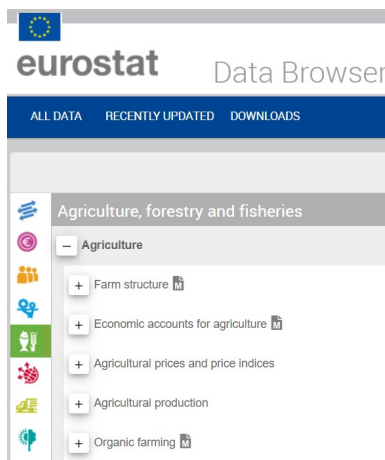 eurostat
Data Browser
ALL DATA RECENTLY UPDATED DOWNLOADS
Agriculture, forestry and fisheries
Agriculture
Farm structure M
Economic accounts for agriculture M
Agricultural prices and price indices
Agricultural production
Organic farming M